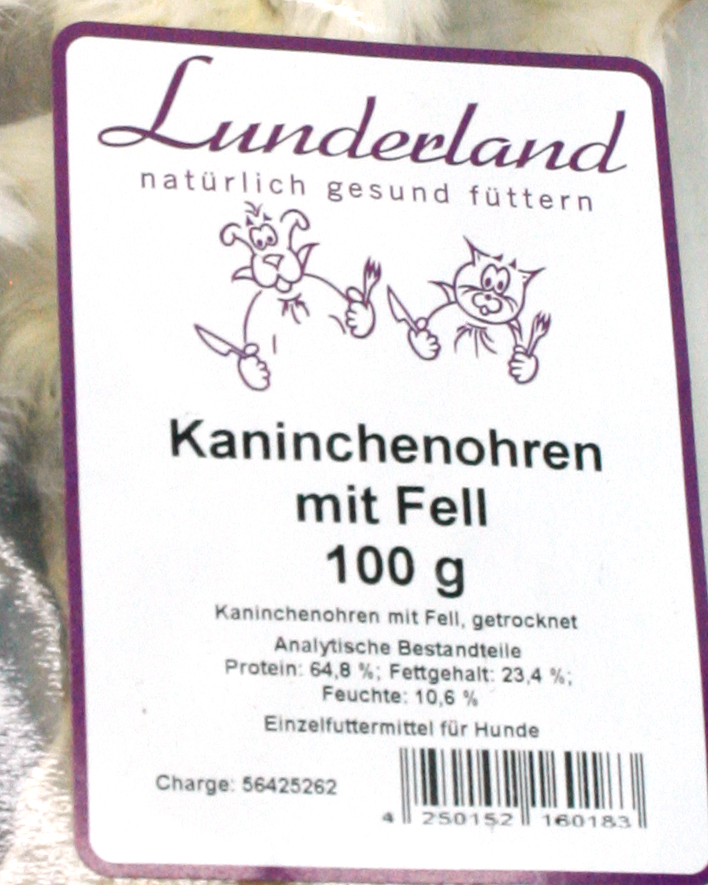 Lunderland
natürlich gesund füttern
Kaninchenohren
mit Fell
100 g
Kaninchenohren mit Fell, getrocknet
Analytische Bestandteile
Protein: 64,8 %; Fettgehalt: 23,4 %;
Feuchte: 10,6 %
Einzelfuttermittel für Hunde
Charge: 56425262
4 250152 160183